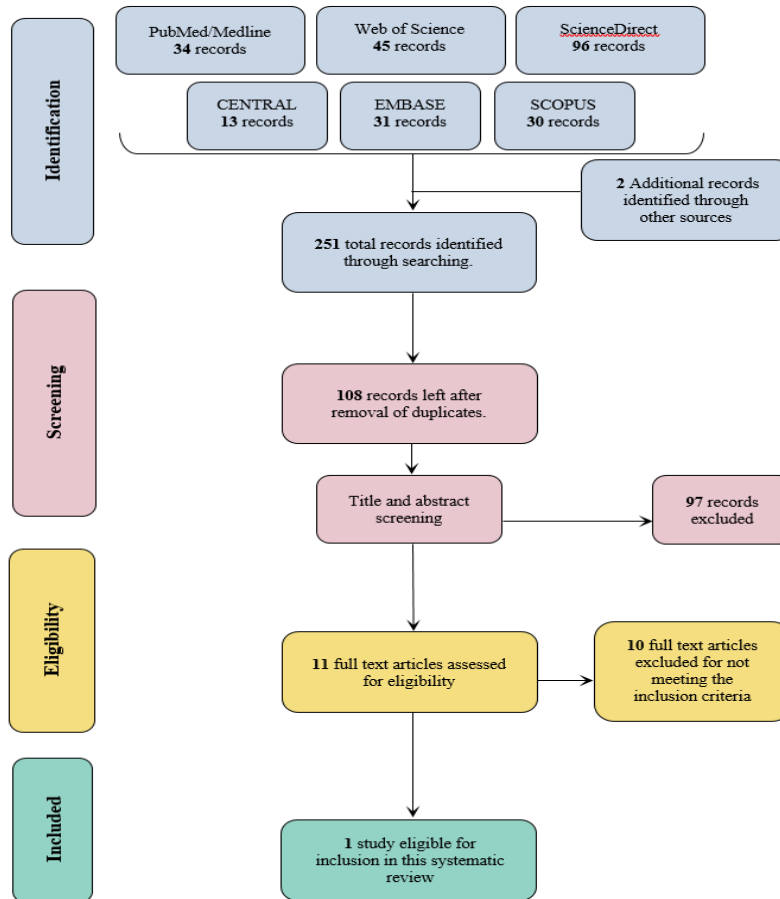 Identification
PubMed/Medline
34 records
Web of Science
45 records
ScienceDirect
96 records
CENTRAL
13 records
EMBASE
31 records
SCOPUS
30 records
2 Additional records
identified through
other sources
251 total records identified
through searching.
Screening
108 records left after
removal of duplicates.
Title and abstract
screening
97 records
excluded
Eligibility
11 full text articles assessed
for eligibility
10 full text articles
excluded for not
meeting the
inclusion criteria
Included
1 study eligible for
inclusion in this systematic
review